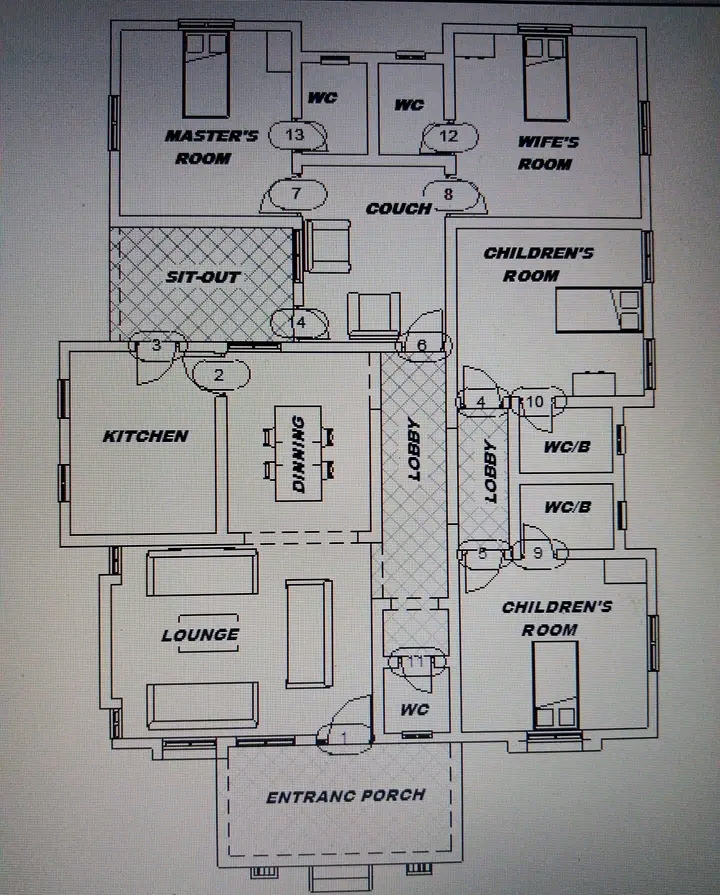 WC
WC
MASTER'S
ROOM
13
12
WIFE'S
ROOM
7
8
COUCH
CHILDREN'S
ROOM
SIT-OUT
14
3
6
2
4
10
KITCHEN
DINNING
LOBBY
LOBBY
WC/B
WC/B
5
9
CHILDREN'S
ROOM
LOUNGE
11
WC
1
ENTRANC PORCH